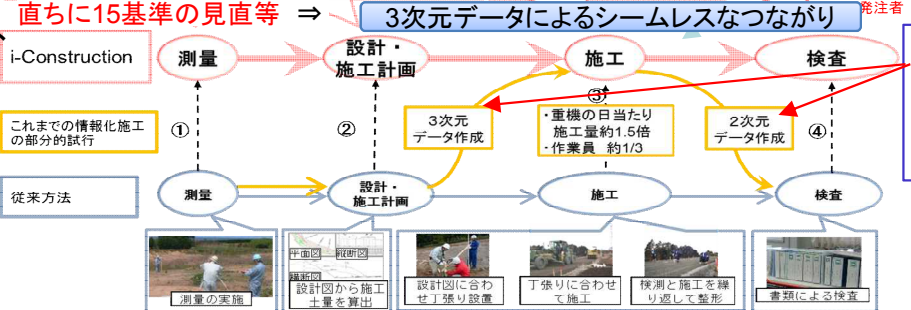 直ちに15基準の見直等 ⇒
3次元データによるシームレスなつながり
発注者
i-Construction
測量
設計・
施工計画
施工
検査
これまでの情報化施工
の部分的試行
①
②
3次元
データ作成
③
・重機の日当たり
施工量約1.5倍
・作業員 約1/3
2次元
データ作成
④
従来方法
測量
設計・
施工計画
施工
検査
測量の実施
平面図
縦断図
横断図
設計図から施工
土量を算出
設計図に合わ
せ丁張り設置
丁張りに合わせ
て施工
検測と施工を繰
り返して整形
書類による検査